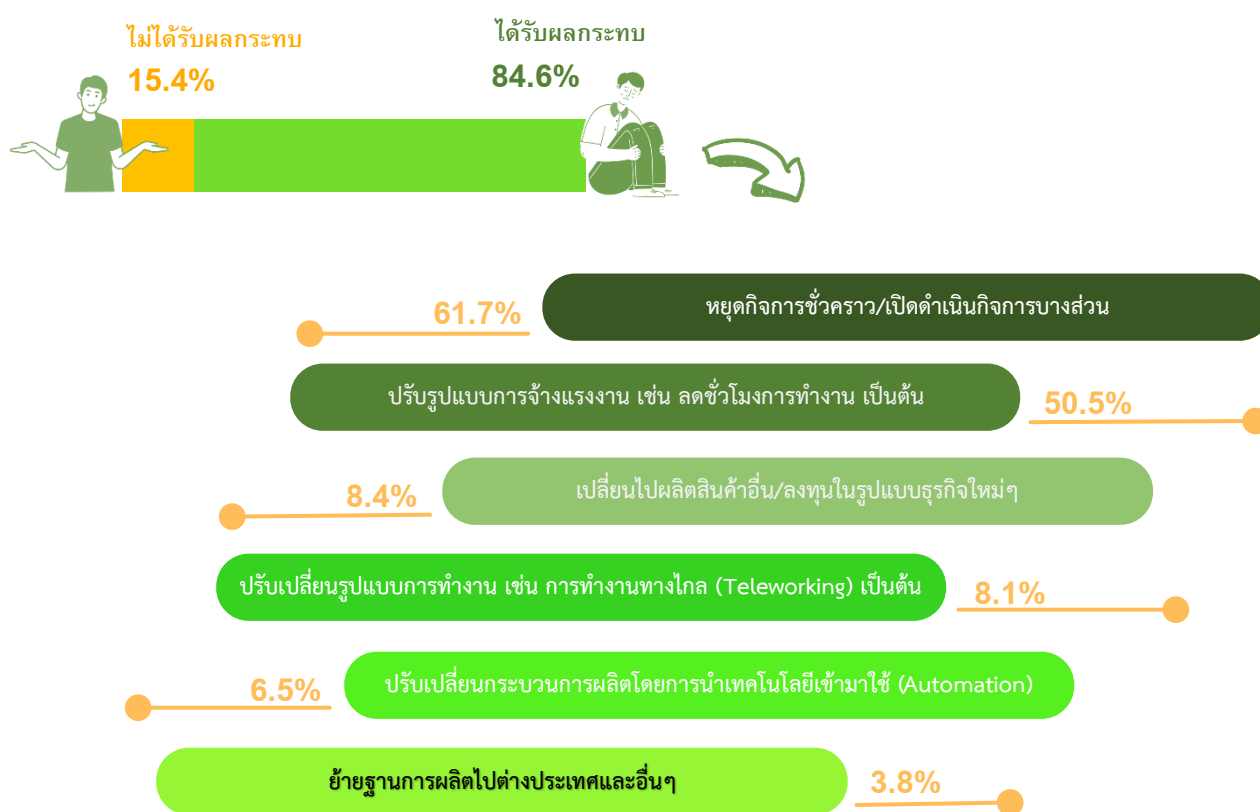 ไม่ได้รับผลกระทบ
15.4%
ได้รับผลกระทบ
84.6%
61.7%
หยุดกิจการชั่วคราว/เปิดดำเนินกิจการบางส่วน
ปรับรูปแบบการจ้างแรงงาน เช่น ลดชั่วโมงการทำงาน เป็นต้น
50.5%
8.4%
เปลี่ยนไปผลิตสินค้าอื่น/ลงทุนในรูปแบบธุรกิจใหม่ๆ
ปรับเปลี่ยนรูปแบบการทำงาน เช่น การทำงานทางไกล (Teleworking) เป็นต้น
8.1%
6.5%
ปรับเปลี่ยนกระบวนการผลิตโดยการนำเทคโนโลยีเข้ามาใช้ (Automation)
ย้ายฐานการผลิตไปต่างประเทศและอื่นๆ
3.8%